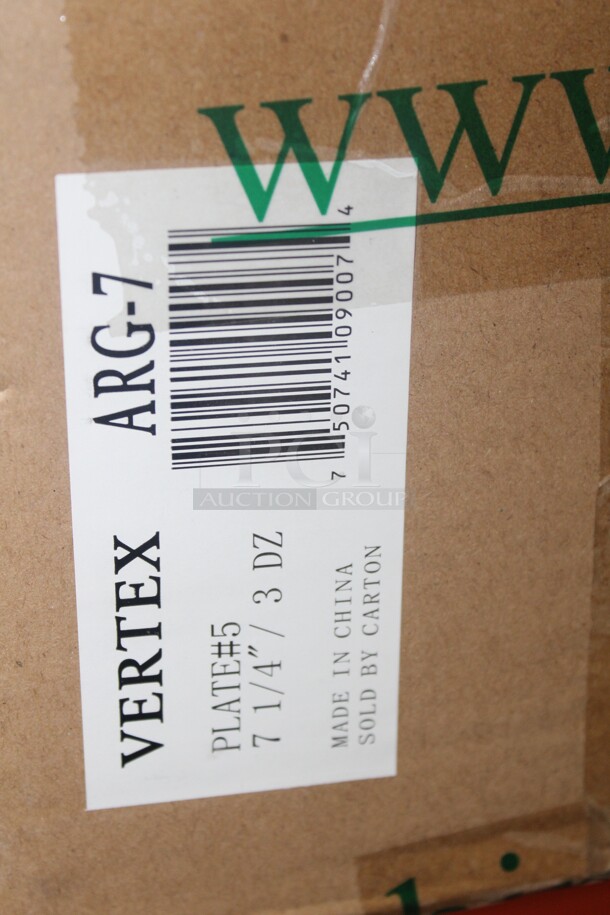 WWW
VERTEX ARG-7
PLATE#5
7 1/4" / 3 DZ
7 50741 09007 4
MADE IN CHINA
SOLD BY CARTON
PCI
AUCTION GROUP